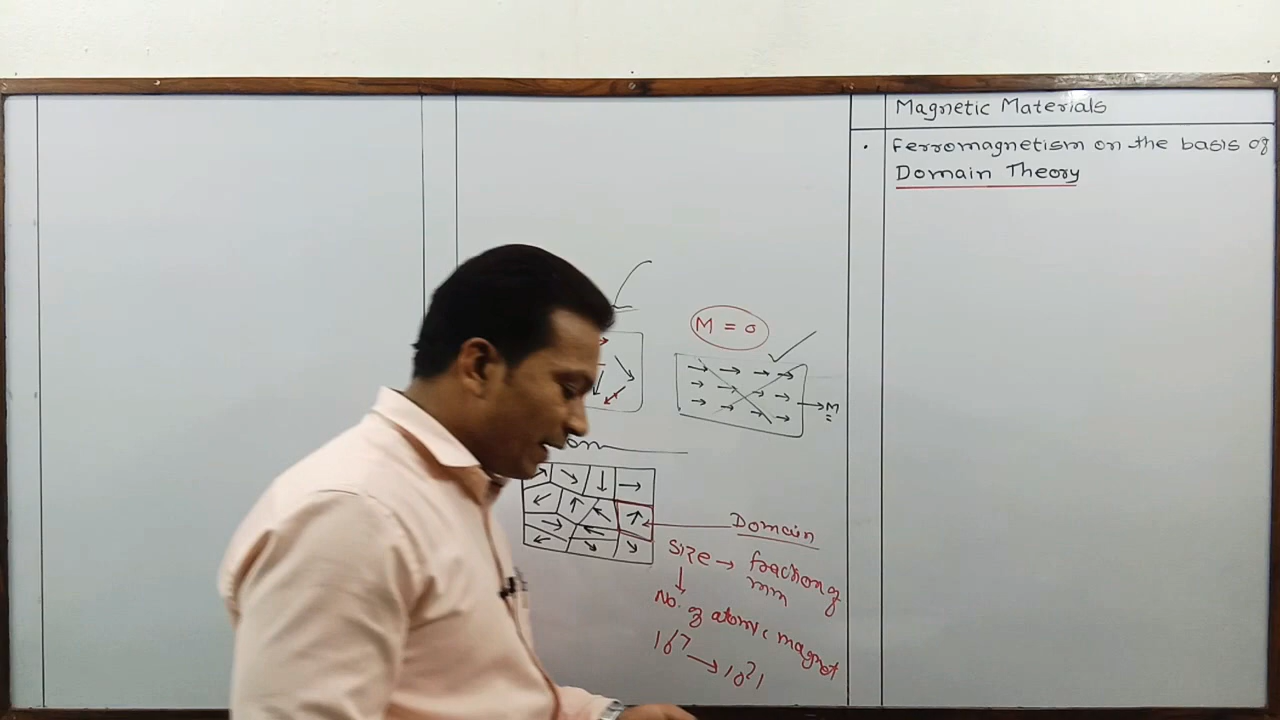 Magnetic Materials
. Ferromagnetism on the basis of
Domain Theory
M = 0
M
Domain
Size → fraction of
mm
No. of atomic magnet
10¹⁷ → 10²¹